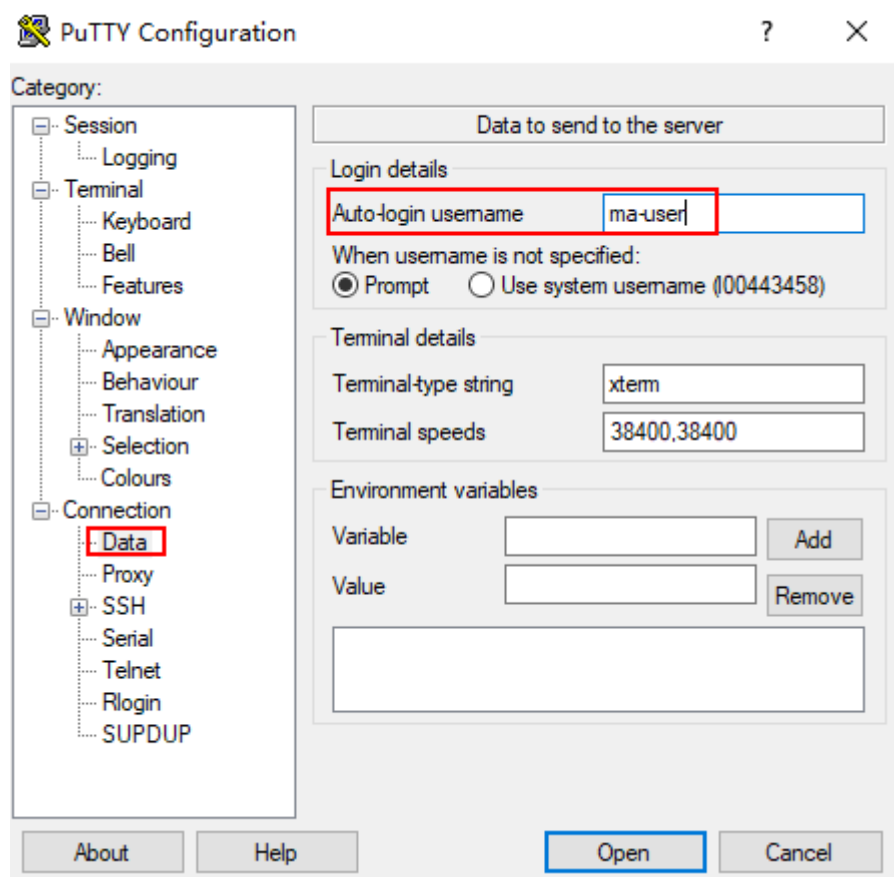 PuTTY Configuration
?
Category:
Session
Logging
Terminal
Keyboard
Bell
Features
Window
Appearance
Behaviour
Translation
Selection
Colours
Connection
Data
Proxy
SSH
Serial
Telnet
Rlogin
SUPDUP
Data to send to the server
Login details
Auto-login username ma-user
When username is not specified:
Prompt Use system username (l00443458)
Terminal details
Terminal-type string xterm
Terminal speeds 38400,38400
Environment variables
Variable Add
Value Remove
About Help Open Cancel